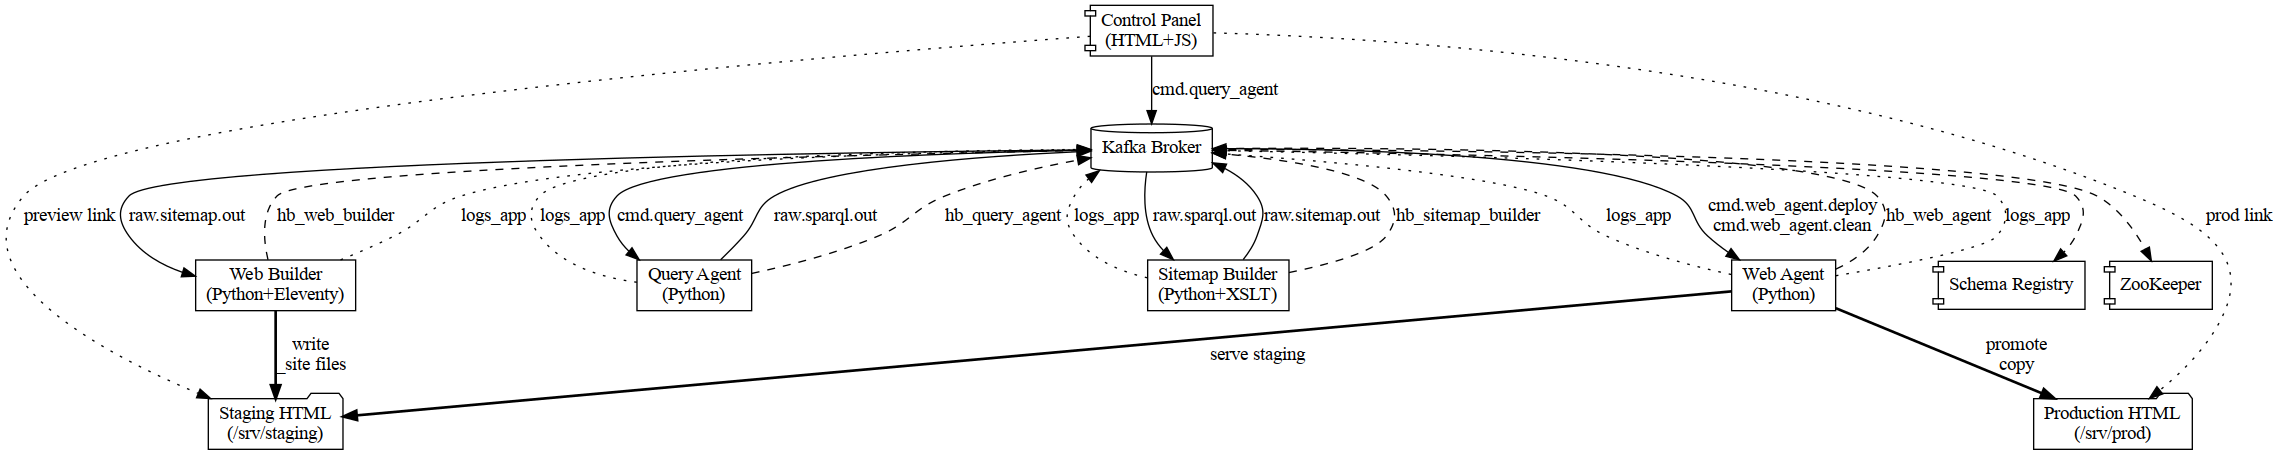 Control Panel
(HTML+JS)
cmd.query_agent
Kafka Broker
preview link
raw.sitemap.out
hb_web_builder
logs_app
logs_app
cmd.query_agent
raw.sparql.out
hb_query_agent
logs_app
raw.sparql.out
raw.sitemap.out
hb_sitemap_builder
logs_app
cmd.web_agent.deploy
cmd.web_agent.clean
hb_web_agent
logs_app
prod link
Web Builder
(Python+Eleventy)
Query Agent
(Python)
Sitemap Builder
(Python+XSLT)
Web Agent
(Python)
Schema Registry
ZooKeeper
write
_site files
serve staging
promote
copy
Staging HTML
(/srv/staging)
Production HTML
(/srv/prod)